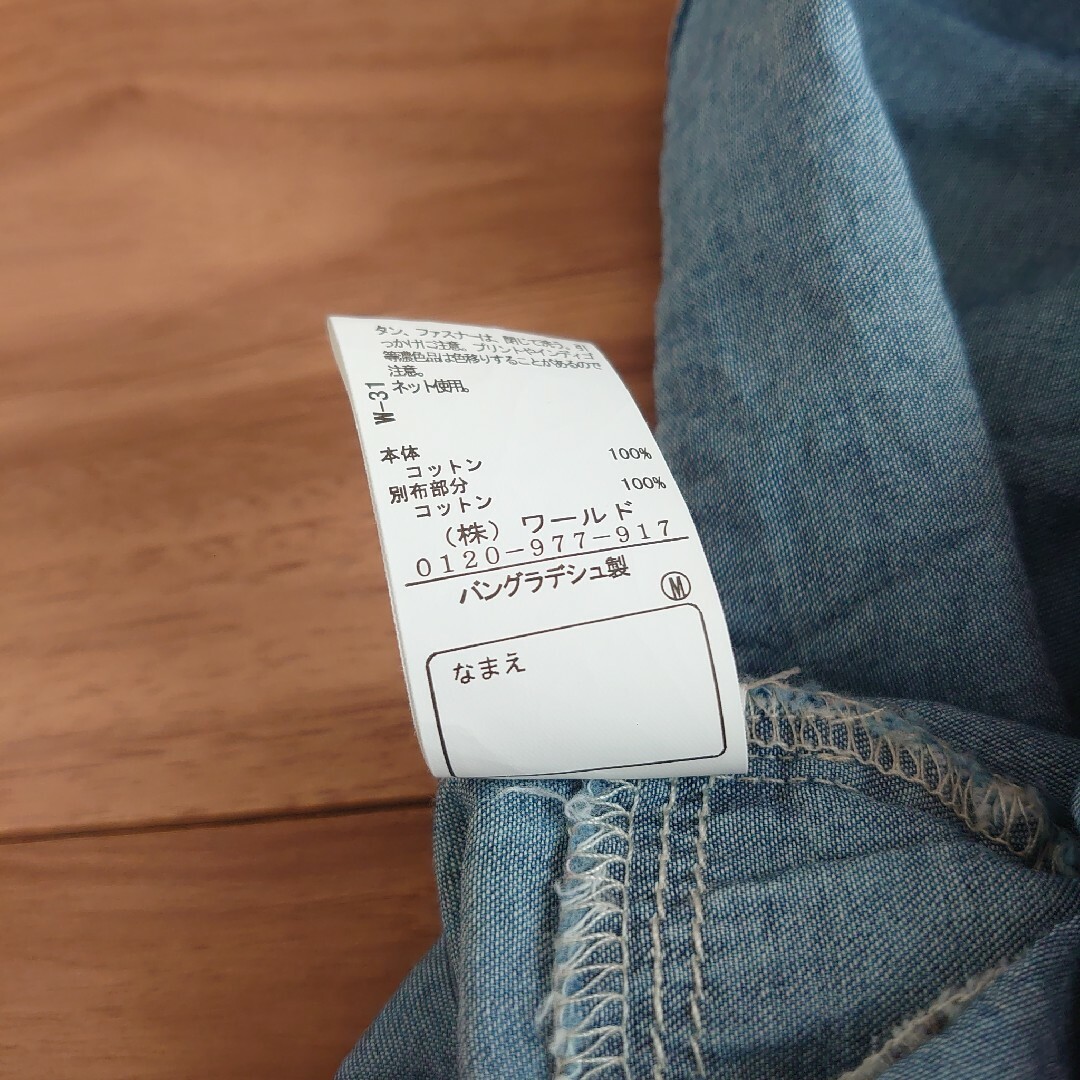 タン、ファスナーは、閉じて洗う。引
つかけに注意。プリントやインディゴ
等濃色品は色移りすることがあるので
注意。
ネット使用。
W-31
本体
コットン 100%
別布部分
コットン 100%
(株) ワールド
0120-977-917
バングラデシュ製
M
なまえ